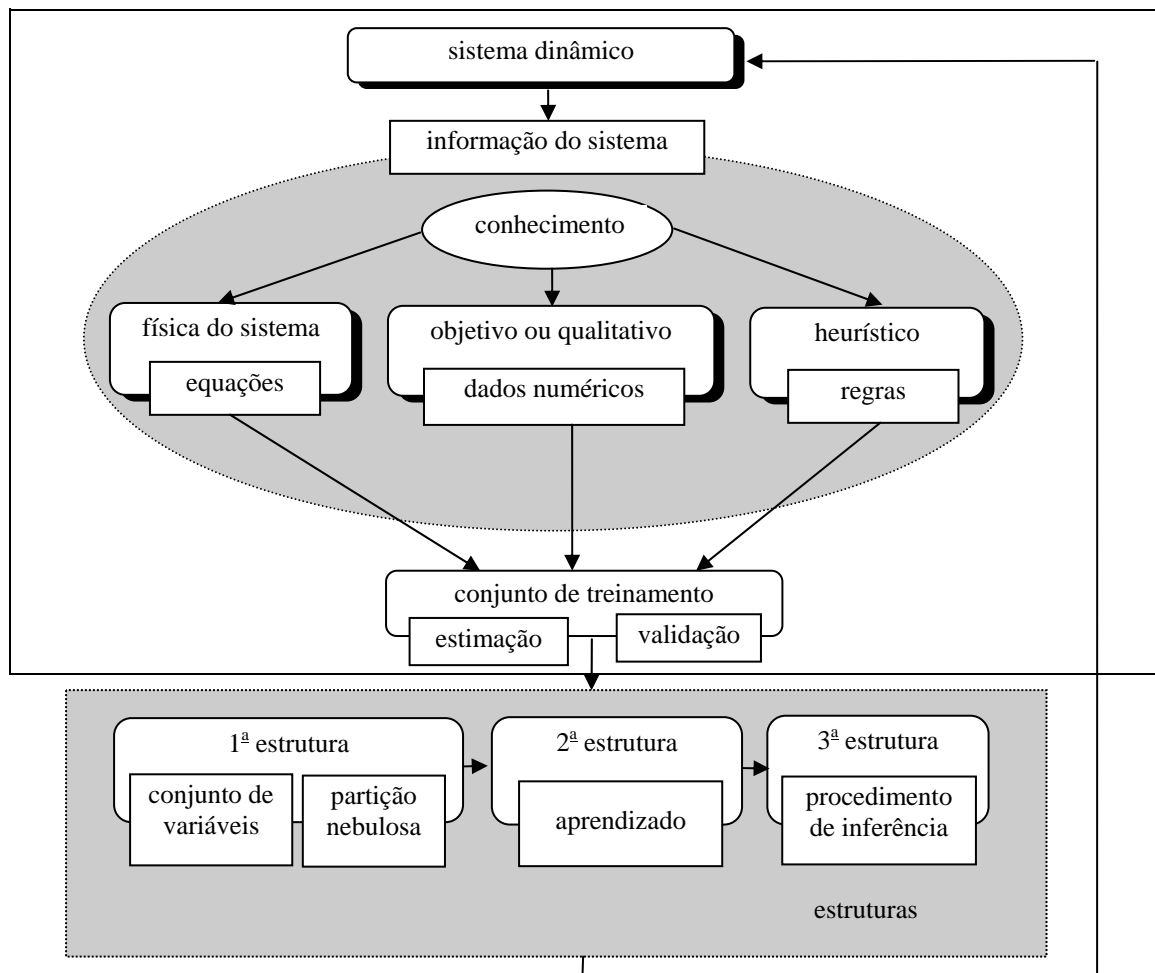 sistema dinâmico
informação do sistema
conhecimento
física do sistema
equações
objetivo ou qualitativo
dados numéricos
heurístico
regras
conjunto de treinamento
estimação
validação
1ª estrutura
conjunto de
variáveis
partição
nebulosa
2ª estrutura
aprendizado
3ª estrutura
procedimento
de inferência
estruturas